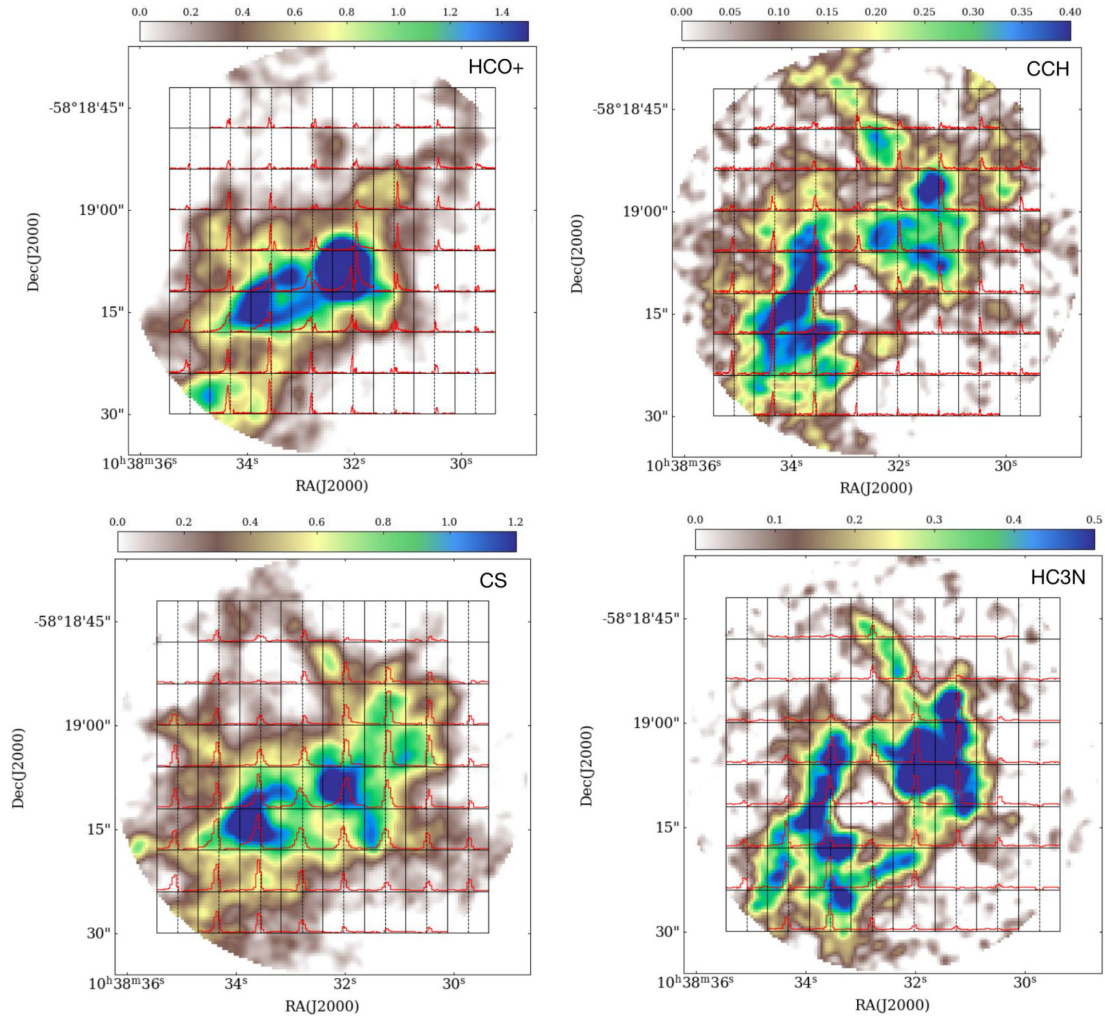 0.0 0.2 0.4 0.6 0.8 1.0 1.2 1.4
HCO+
-58°18'45"
19'00"
15"
30"
Dec(J2000)
10ʰ38ᵐ36ˢ 34ˢ 32ˢ 30ˢ
RA(J2000)
0.00 0.05 0.10 0.15 0.20 0.25 0.30 0.35 0.40
CCH
-58°18'45"
19'00"
15"
30"
Dec(J2000)
10ʰ38ᵐ36ˢ 34ˢ 32ˢ 30ˢ
RA(J2000)
0.0 0.2 0.4 0.6 0.8 1.0 1.2
CS
-58°18'45"
19'00"
15"
30"
Dec(J2000)
10ʰ38ᵐ36ˢ 34ˢ 32ˢ 30ˢ
RA(J2000)
0.0 0.1 0.2 0.3 0.4 0.5
HC3N
-58°18'45"
19'00"
15"
30"
Dec(J2000)
10ʰ38ᵐ36ˢ 34ˢ 32ˢ 30ˢ
RA(J2000)